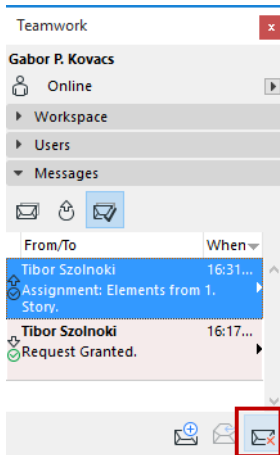 Teamwork
x
Gabor P. Kovacs
Online
Workspace
Users
Messages
From/To When
Tibor Szolnoki 16:31...
Assignment: Elements from 1.
Story.
Tibor Szolnoki 16:17...
Request Granted.